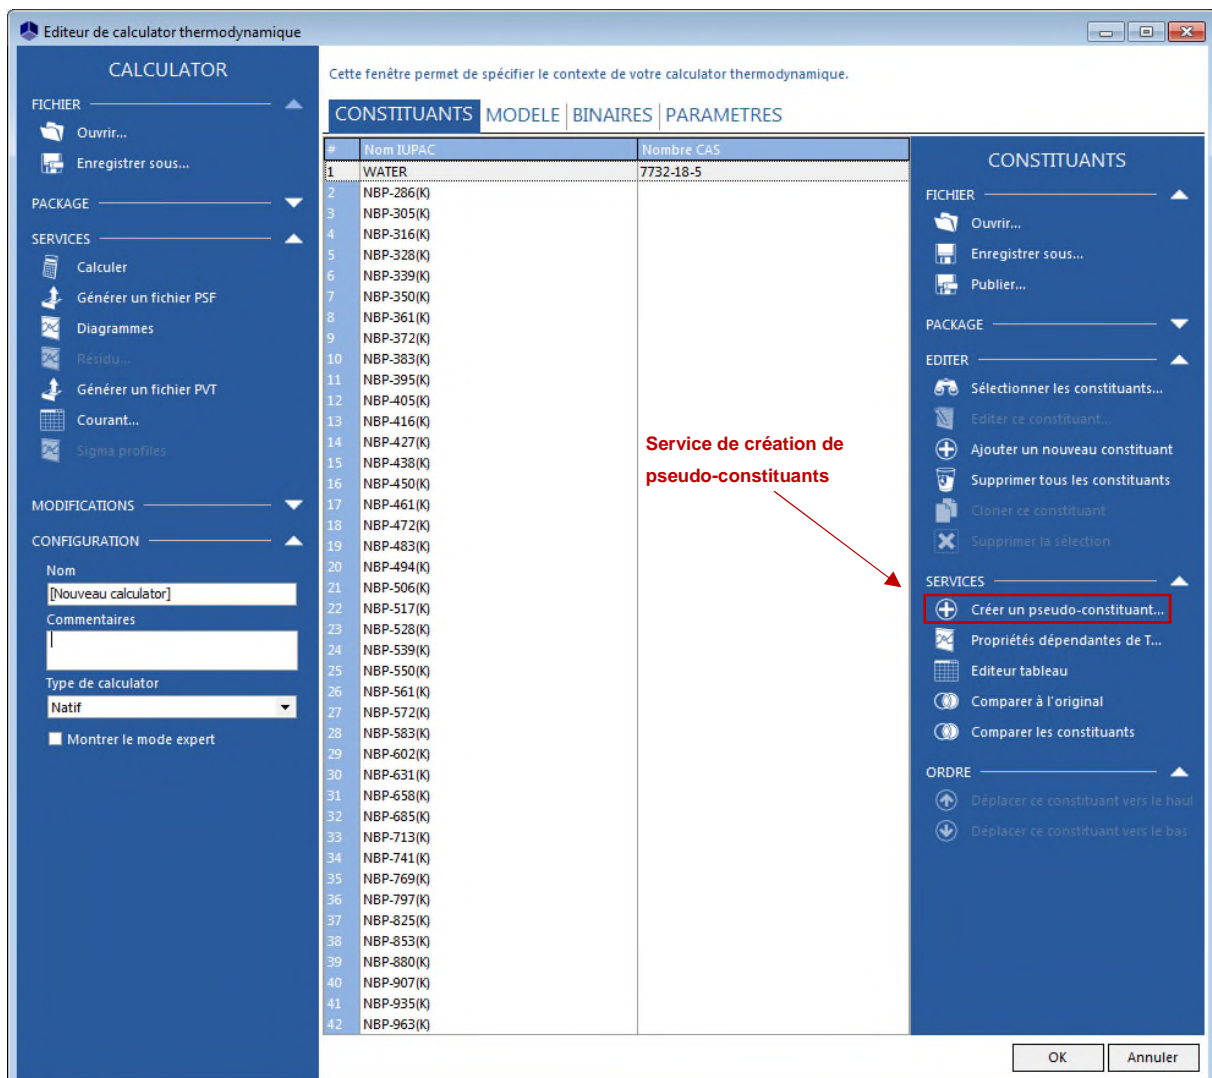 Editeur de calculator thermodynamique
CALCULATOR
FICHIER
Ouvrir...
Enregistrer sous...
PACKAGE
SERVICES
Calculer
Générer un fichier PSF
Diagrammes
Résidu...
Générer un fichier PVT
Courant...
Sigma profiles
MODIFICATIONS
CONFIGURATION
Nom
[Nouveau calculator]
Commentaires
Type de calculator
Natif
Montrer le mode expert
Cette fenêtre permet de spécifier le contexte de votre calculator thermodynamique.
CONSTITUANTS MODELE BINAIRES PARAMETRES
# Nom IUPAC Nombre CAS
1 WATER 7732-18-5
2 NBP-286(K)
3 NBP-305(K)
4 NBP-316(K)
5 NBP-328(K)
6 NBP-339(K)
7 NBP-350(K)
8 NBP-361(K)
9 NBP-372(K)
10 NBP-383(K)
11 NBP-395(K)
12 NBP-405(K)
13 NBP-416(K)
14 NBP-427(K)
15 NBP-438(K)
16 NBP-450(K)
17 NBP-461(K)
18 NBP-472(K)
19 NBP-483(K)
20 NBP-494(K)
21 NBP-506(K)
22 NBP-517(K)
23 NBP-528(K)
24 NBP-539(K)
25 NBP-550(K)
26 NBP-561(K)
27 NBP-572(K)
28 NBP-583(K)
29 NBP-602(K)
30 NBP-631(K)
31 NBP-658(K)
32 NBP-685(K)
33 NBP-713(K)
34 NBP-741(K)
35 NBP-769(K)
36 NBP-797(K)
37 NBP-825(K)
38 NBP-853(K)
39 NBP-880(K)
40 NBP-907(K)
41 NBP-935(K)
42 NBP-963(K)
Service de création de
pseudo-constituants
CONSTITUANTS
FICHIER
Ouvrir...
Enregistrer sous...
Publier...
PACKAGE
EDITER
Sélectionner les constituants...
Editer ce constituant...
Ajouter un nouveau constituant
Supprimer tous les constituants
Cloner ce constituant
Supprimer la sélection
SERVICES
Créer un pseudo-constituant...
Propriétés dépendantes de T...
Editeur tableau
Comparer à l'original
Comparer les constituants
ORDRE
Déplacer ce constituant vers le haut
Déplacer ce constituant vers le bas
OK Annuler